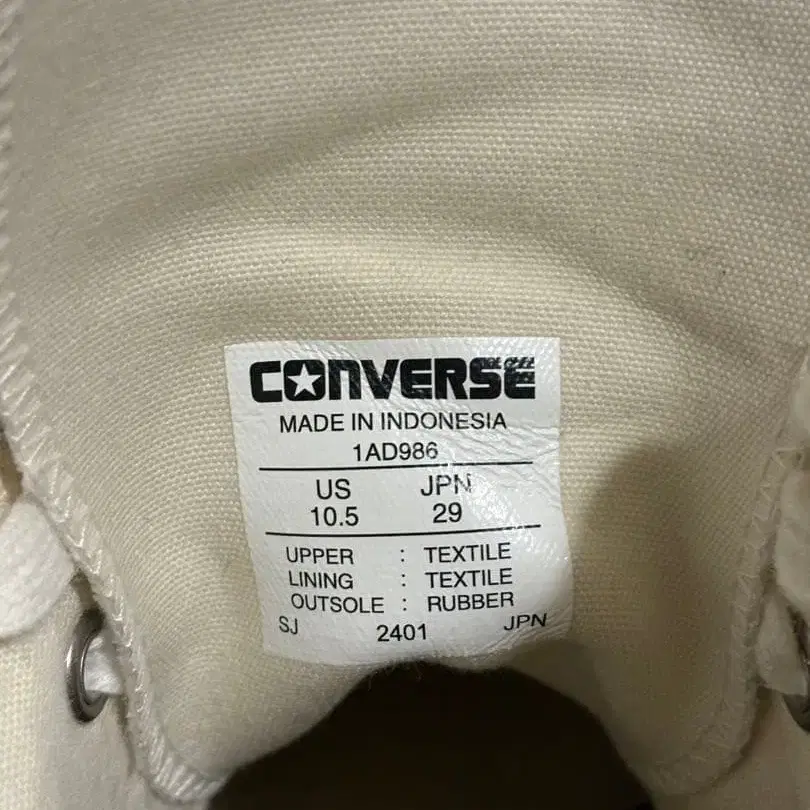 CONVERSE
MADE IN INDONESIA
1AD986
US JPN
10.5 29
UPPER : TEXTILE
LINING : TEXTILE
OUTSOLE : RUBBER
SJ 2401 JPN